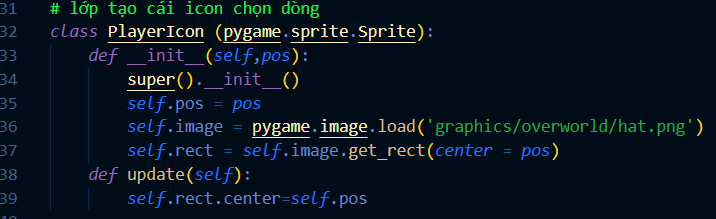 31 # lớp tạo cái icon chọn dòng
32 class PlayerIcon (pygame.sprite.Sprite):
33 def __init__(self,pos):
34 super().__init__()
35 self.pos = pos
36 self.image = pygame.image.load('graphics/overworld/hat.png')
37 self.rect = self.image.get_rect(center = pos)
38 def update(self):
39 self.rect.center=self.pos